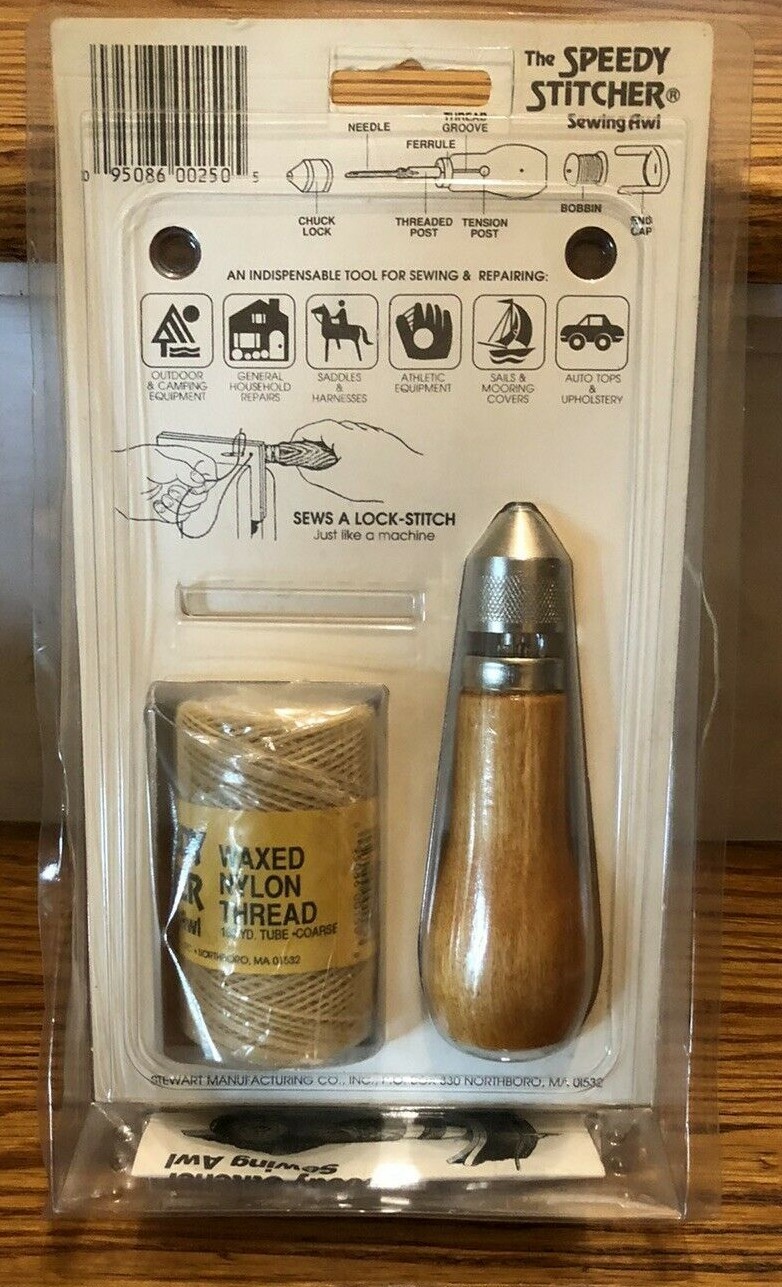 The SPEEDY
STITCHER®
Sewing Awl
0 95086 00250 5
NEEDLE
THREAD
GROOVE
FERRULE
CHUCK
LOCK
THREADED
POST
TENSION
POST
BOBBIN
END
CAP
AN INDISPENSABLE TOOL FOR SEWING & REPAIRING:
OUTDOOR
& CAMPING
EQUIPMENT
GENERAL
HOUSEHOLD
REPAIRS
SADDLES
&
HARNESSES
ATHLETIC
EQUIPMENT
SAILS &
MOORING
COVERS
AUTO TOPS
&
UPHOLSTERY
SEWS A LOCK-STITCH
Just like a machine
WAXED
NYLON
THREAD
YD. TUBE •COARSE
• NORTHBORO, MA 01532
STEWART MANUFACTURING CO., INC., P.O. BOX 330 NORTHBORO, MA 01532
Sewing Awl